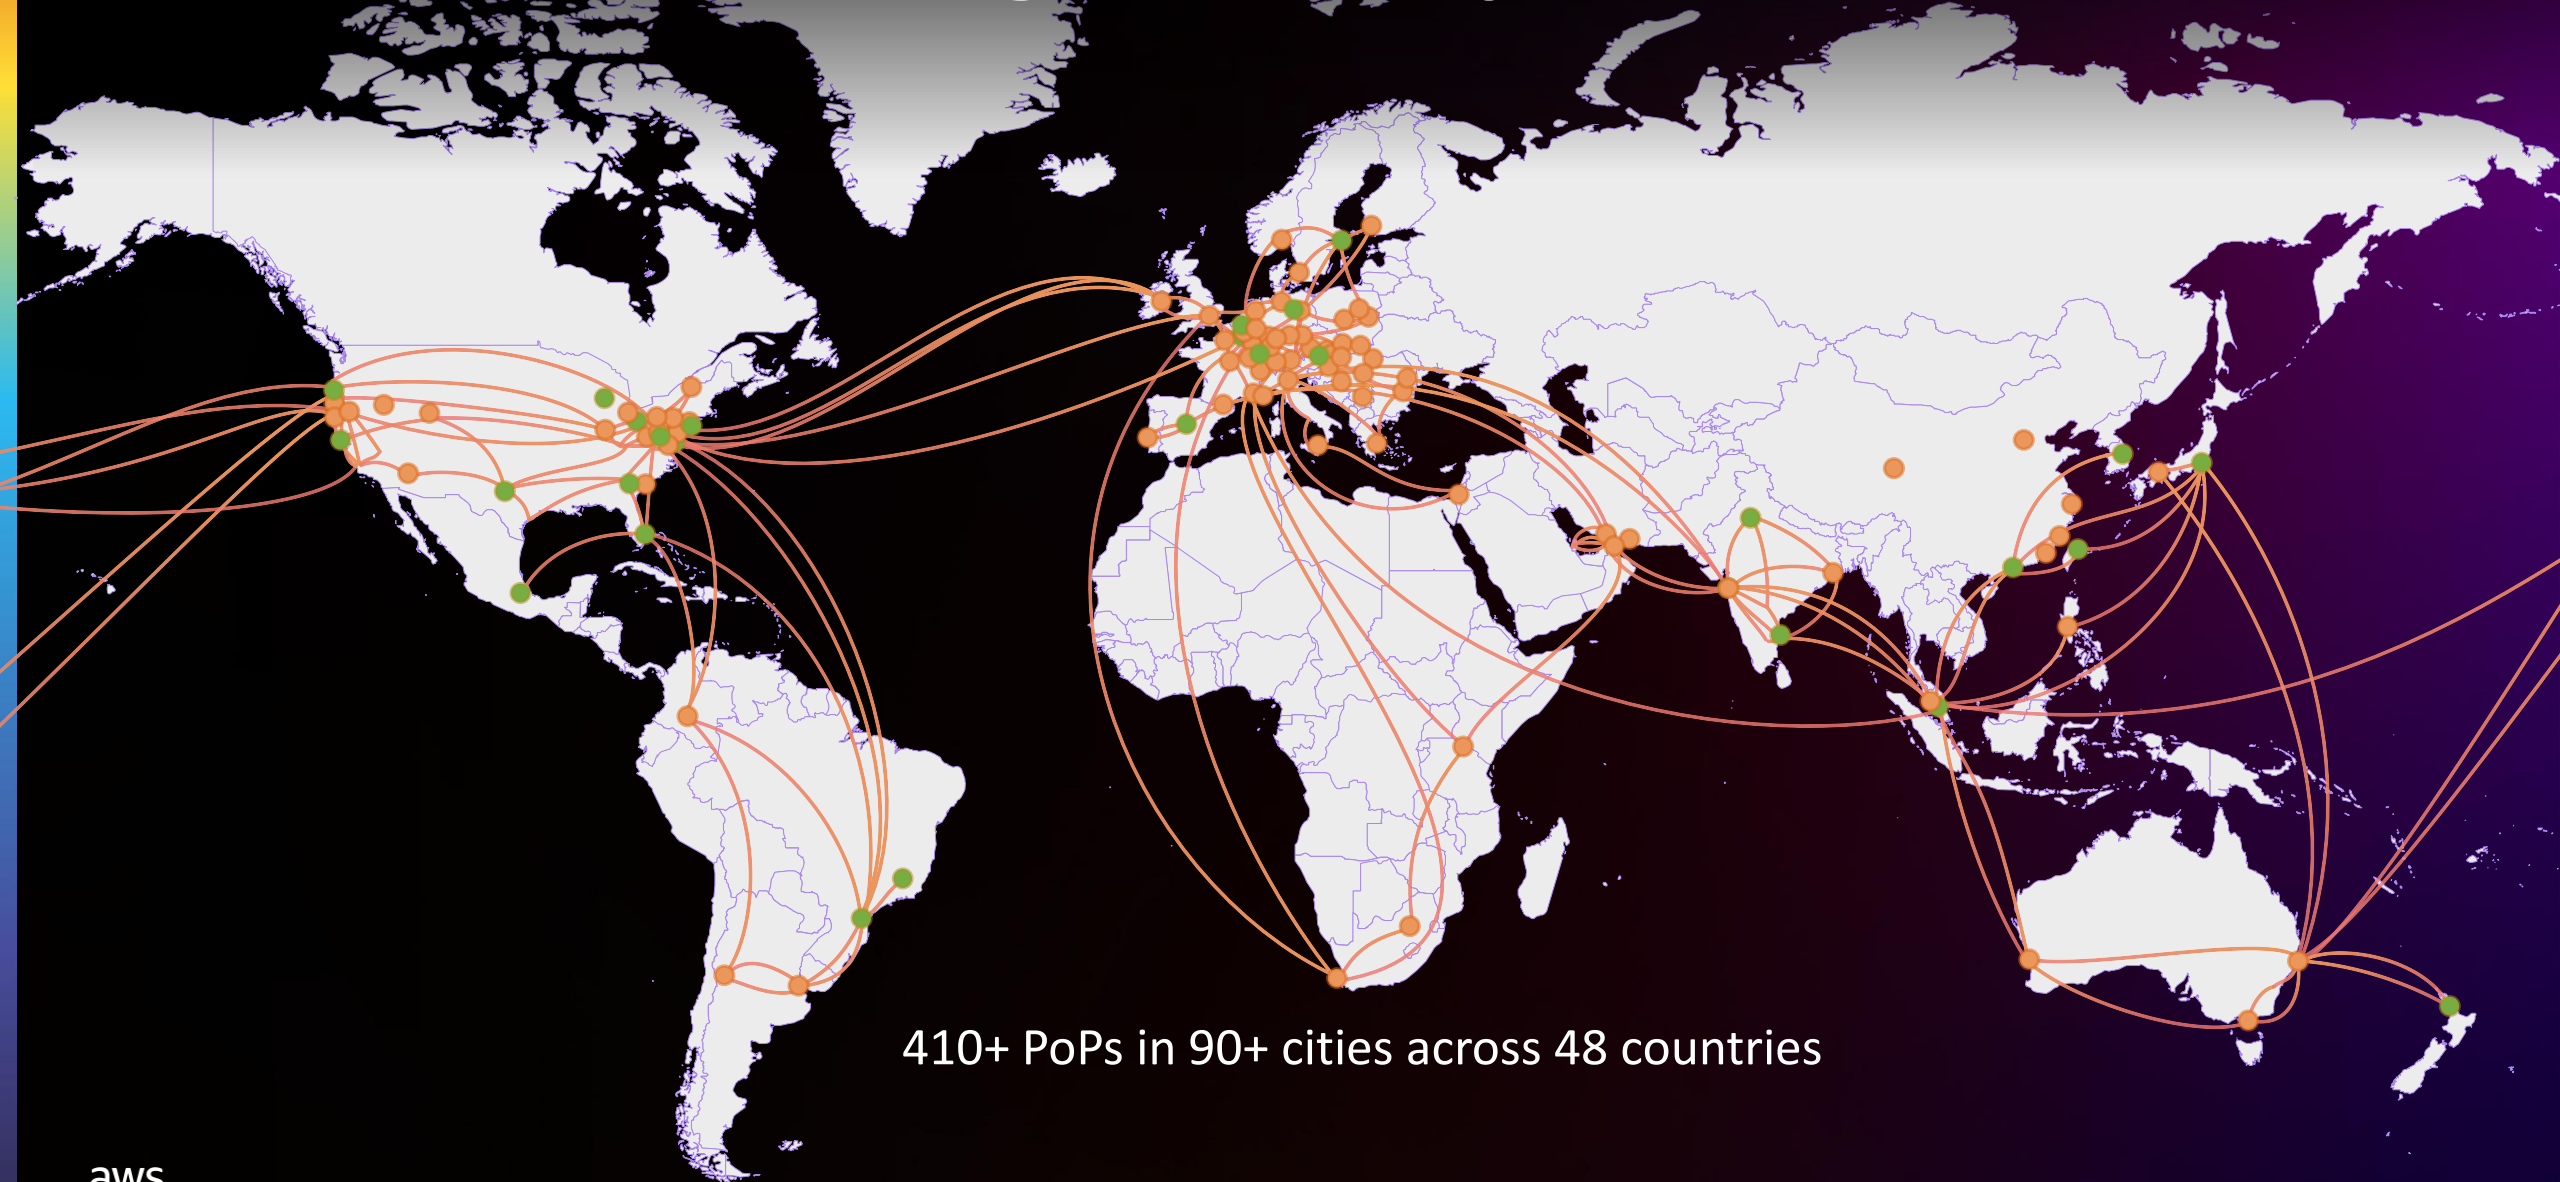 410+ PoPs in 90+ cities across 48 countries
aws